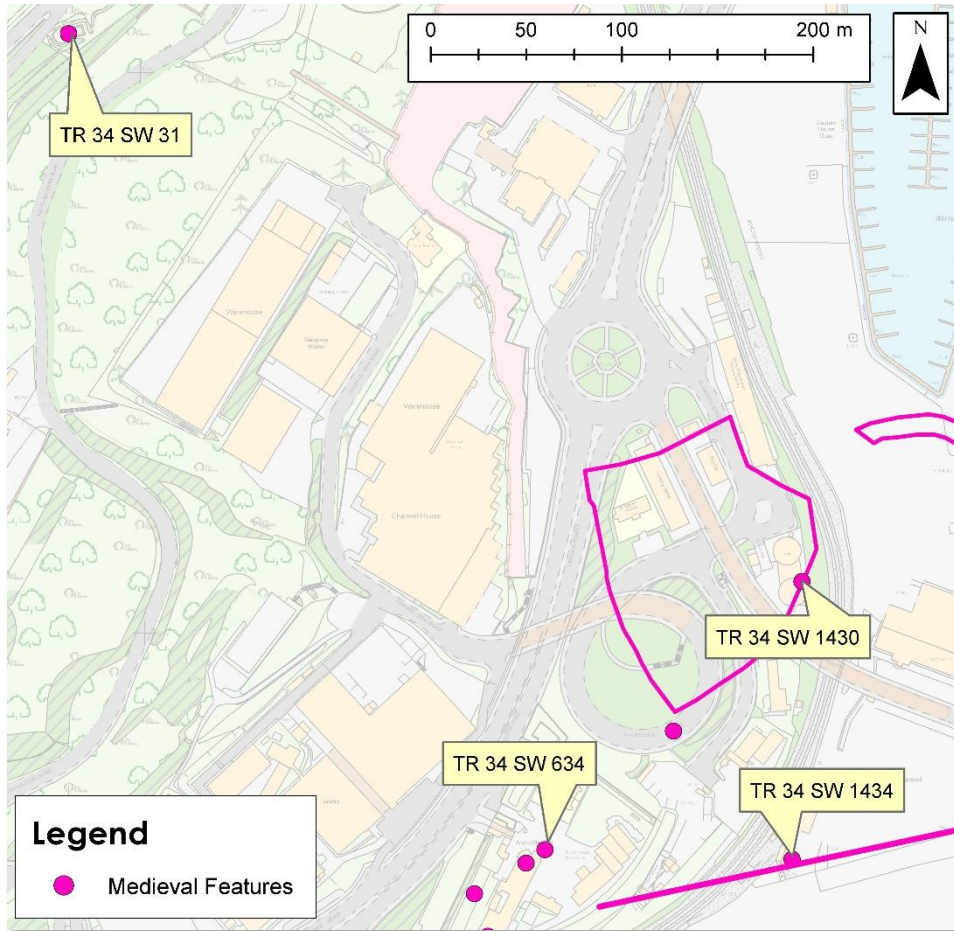 0 50 100 200 m
N
TR 34 SW 31
Warehouse
Warehouse
Channel House
TR 34 SW 1430
TR 34 SW 634
TR 34 SW 1434
Legend
Medieval Features